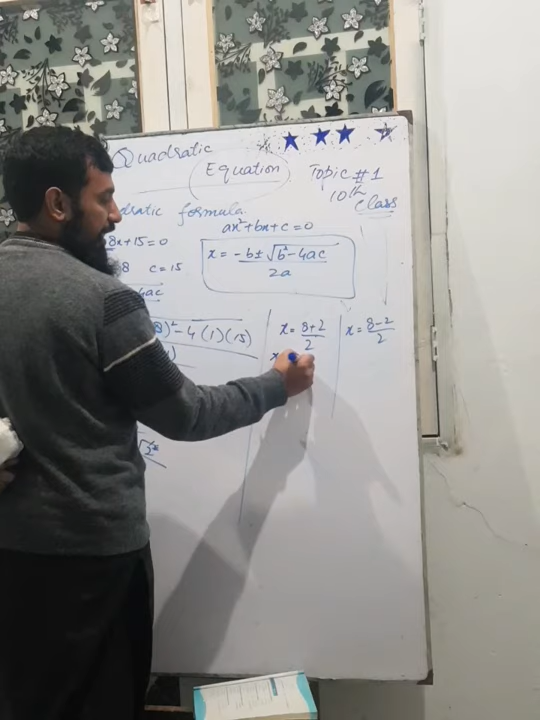 Quadratic
Equation
Topic # 1
10th
Class
dratic formula.
ax²+bx+c=0
8x+15=0
x = -b±√b²-4ac
2a
8 c=15
4ac
8)²-4(1)(15)
)
√2²
x = 8+2
2
x
x = 8-2
2